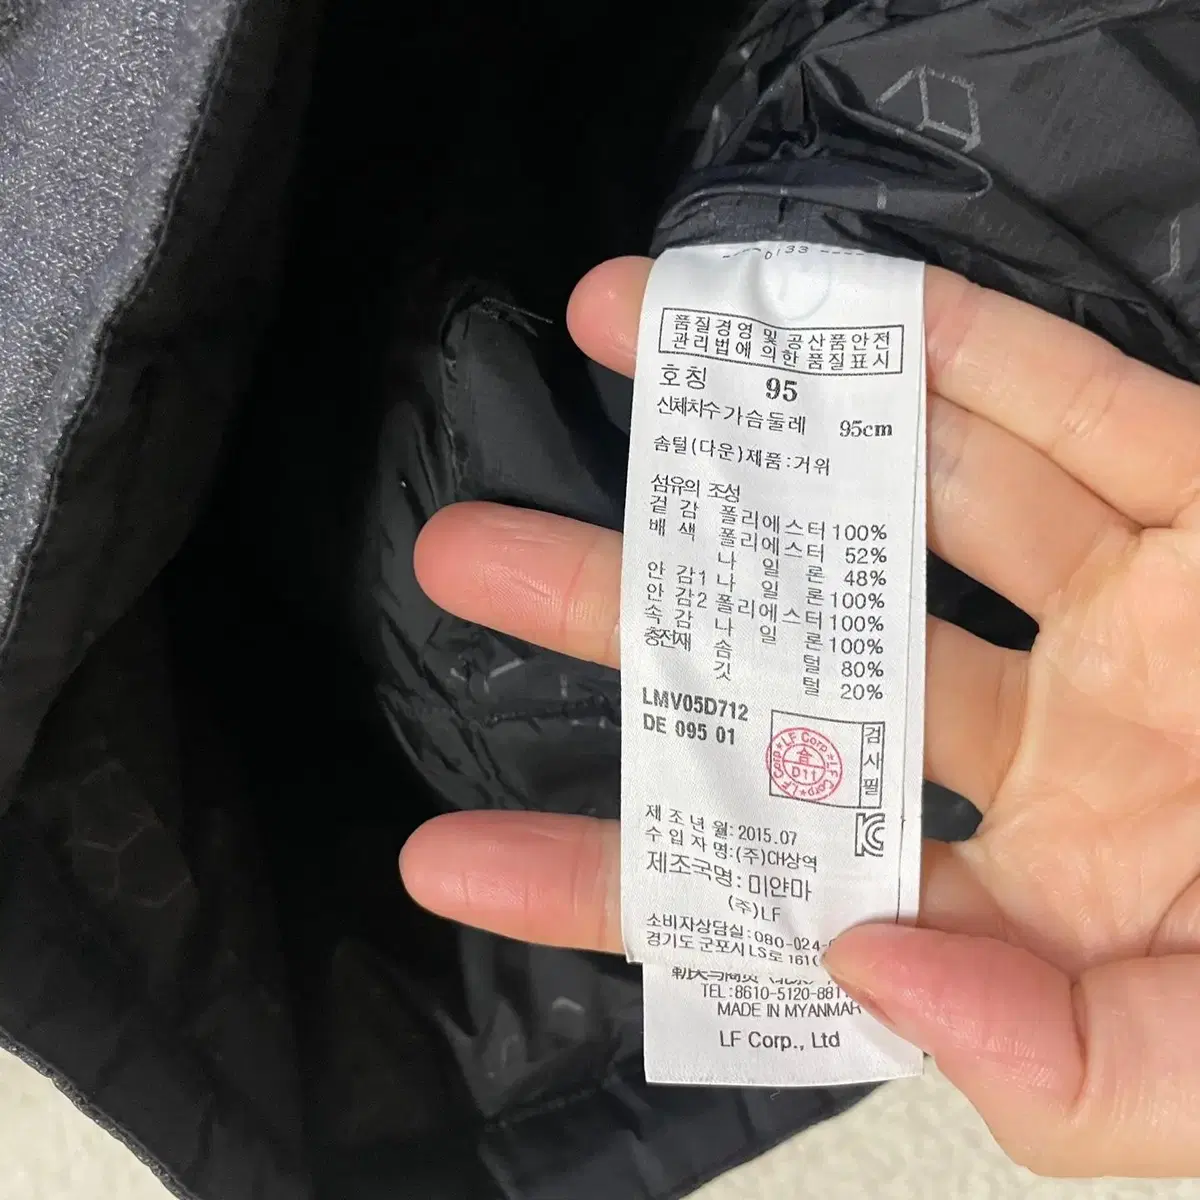 0133
품질경영 및 공산품안전
관리법에 의한 품질표시
호칭 95
신체치수 가슴둘레 95cm
솜털(다운)제품:거위
섬유의 조성
겉감 폴리에스터 100%
배색 폴리에스터 52%
나일론 48%
안감1 나일론 100%
안감2 폴리에스터 100%
속감 나일론 100%
충전재 솜털 80%
깃털 20%
LMV05D712
DE 095 01
LF Corp*LF Corp*
合
D11
검사필
제조년월:2015.07
수입자명:(주)대상역
제조국명:미얀마
(주)LF
소비자상담실:080-024-
경기도 군포시 LS로 161
TEL:8610-5120-881
MADE IN MYANMAR
LF Corp., Ltd